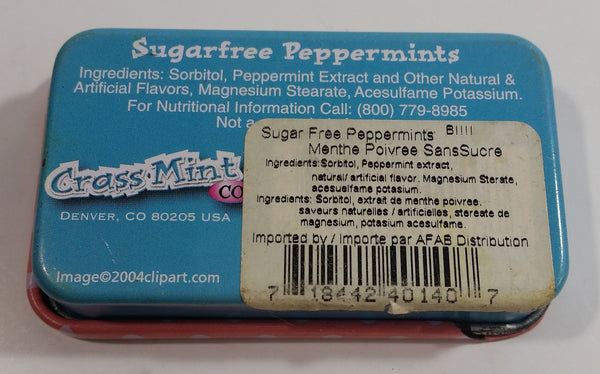 Sugarfree Peppermints
Ingredients: Sorbitol, Peppermint Extract and Other Natural &
Artificial Flavors, Magnesium Stearate, Acesulfame Potassium.
For Nutritional Information Call: (800) 779-8985
Not a
Crass Mint
CO
DENVER, CO 80205 USA
Image©2004clipart.com
Sugar Free Peppermints
Menthe Poivree SansSucre
Ingredients:Sorbitol, Peppermint extract,
natural/ artificial flavor. Magnesium Sterate,
acesuelfame potasium.
Ingredients: Sorbitol, extrait de menthe poivree.
saveurs naturelles / artificielles, stereate de
magnesium, potasium acesulfame.
Imported by / Importe par AFAB Distribution
7 18442 40140 7